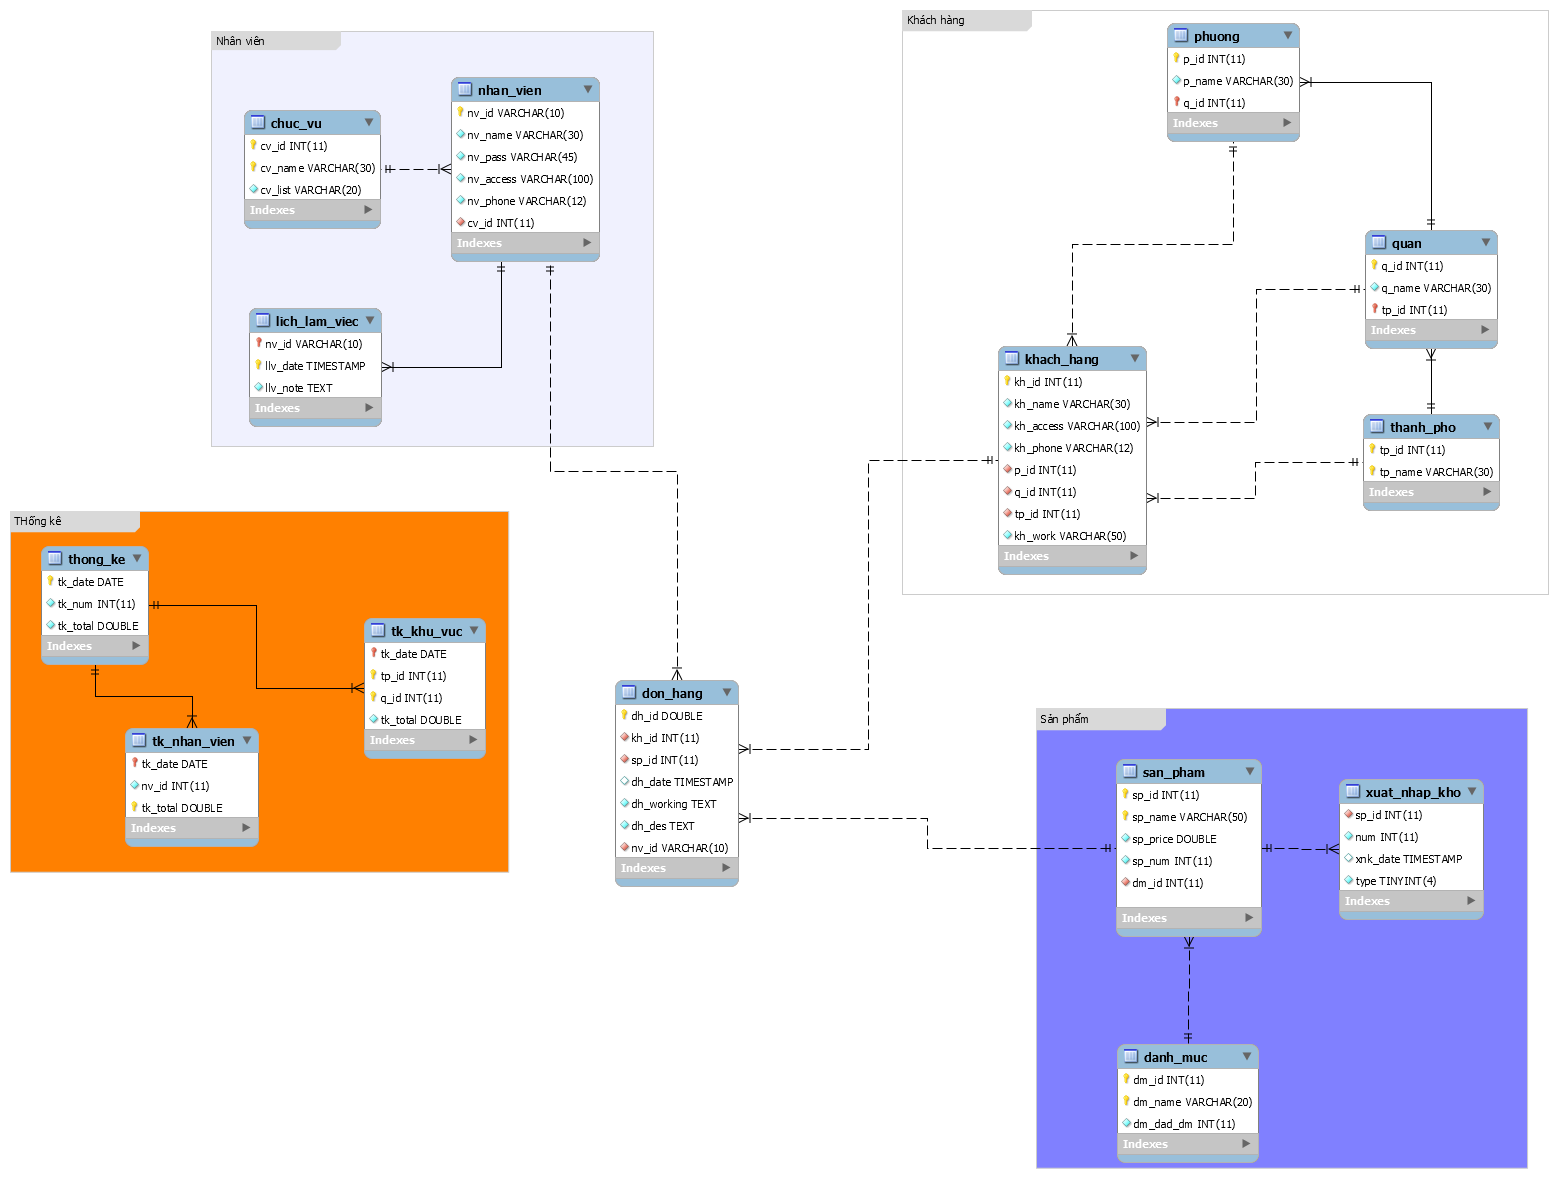 Nhân viên
chuc_vu
cv_id INT(11)
cv_name VARCHAR(30)
cv_list VARCHAR(20)
Indexes
nhan_vien
nv_id VARCHAR(10)
nv_name VARCHAR(30)
nv_pass VARCHAR(45)
nv_access VARCHAR(100)
nv_phone VARCHAR(12)
cv_id INT(11)
Indexes
lich_lam_viec
nv_id VARCHAR(10)
llv_date TIMESTAMP
llv_note TEXT
Indexes
Khách hàng
phuong
p_id INT(11)
p_name VARCHAR(30)
q_id INT(11)
Indexes
quan
q_id INT(11)
q_name VARCHAR(30)
tp_id INT(11)
Indexes
khach_hang
kh_id INT(11)
kh_name VARCHAR(30)
kh_access VARCHAR(100)
kh_phone VARCHAR(12)
p_id INT(11)
q_id INT(11)
tp_id INT(11)
kh_work VARCHAR(50)
Indexes
thanh_pho
tp_id INT(11)
tp_name VARCHAR(30)
Indexes
THống kê
thong_ke
tk_date DATE
tk_num INT(11)
tk_total DOUBLE
Indexes
tk_khu_vuc
tk_date DATE
tp_id INT(11)
q_id INT(11)
tk_total DOUBLE
Indexes
tk_nhan_vien
tk_date DATE
nv_id INT(11)
tk_total DOUBLE
Indexes
don_hang
dh_id DOUBLE
kh_id INT(11)
sp_id INT(11)
dh_date TIMESTAMP
dh_working TEXT
dh_des TEXT
nv_id VARCHAR(10)
Indexes
Sản phẩm
san_pham
sp_id INT(11)
sp_name VARCHAR(50)
sp_price DOUBLE
sp_num INT(11)
dm_id INT(11)
Indexes
xuat_nhap_kho
sp_id INT(11)
num INT(11)
xnk_date TIMESTAMP
type TINYINT(4)
Indexes
danh_muc
dm_id INT(11)
dm_name VARCHAR(20)
dm_dad_dm INT(11)
Indexes